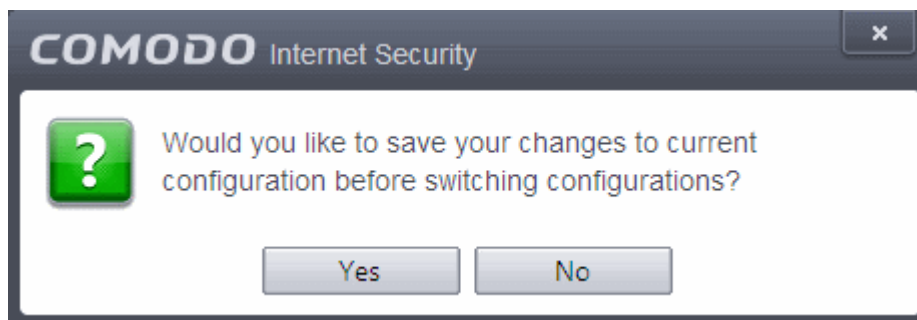 COMODO Internet Security
Would you like to save your changes to current
configuration before switching configurations?
Yes
No